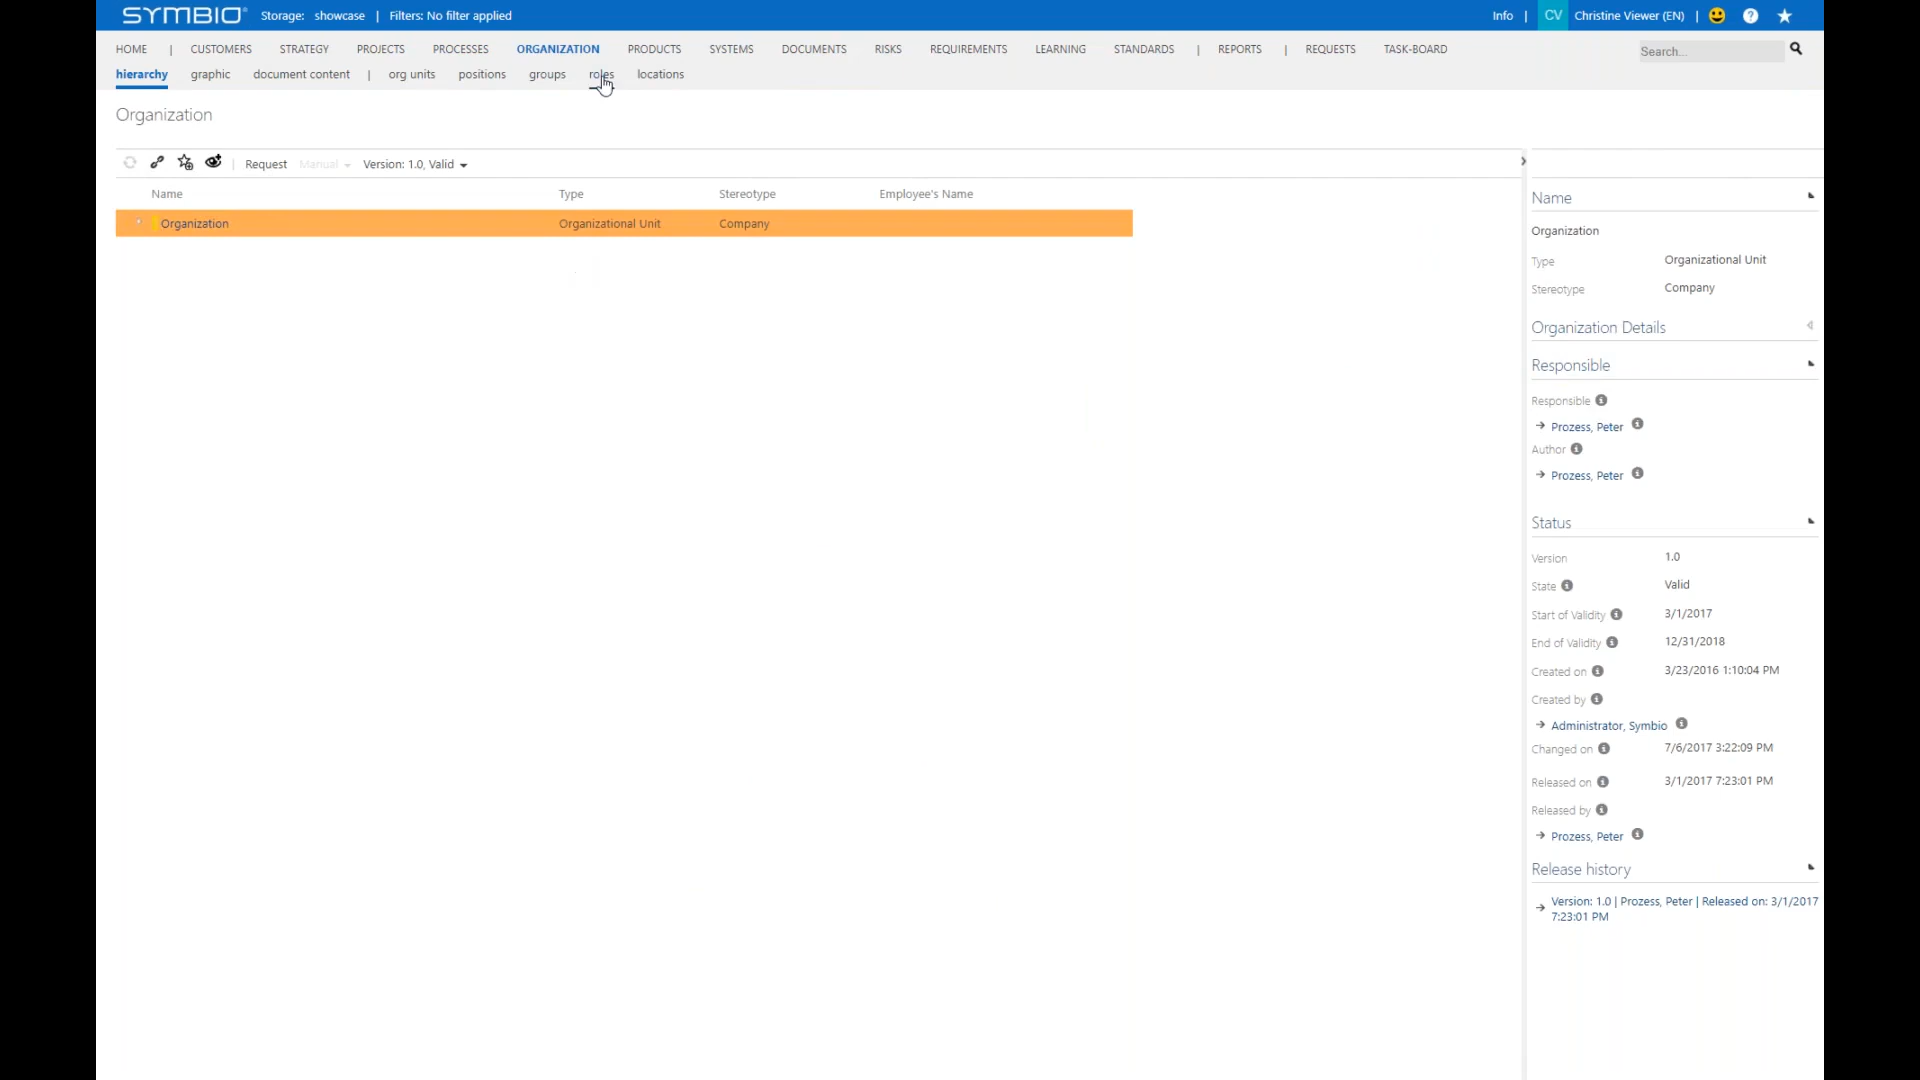 SYMBIO® Storage: showcase | Filters: No filter applied Info | CV Christine Viewer (EN) | ?
HOME | CUSTOMERS STRATEGY PROJECTS PROCESSES ORGANIZATION PRODUCTS SYSTEMS DOCUMENTS RISKS REQUIREMENTS LEARNING STANDARDS | REPORTS | REQUESTS TASK-BOARD Search...
hierarchy graphic document content | org units positions groups roles locations
Organization
Request Manual Version: 1.0, Valid
Name Type Stereotype Employee's Name
Organization Organizational Unit Company
Name
Organization
Type Organizational Unit
Stereotype Company
Organization Details
Responsible
Responsible
Prozess, Peter
Author
Prozess, Peter
Status
Version 1.0
State Valid
Start of Validity 3/1/2017
End of Validity 12/31/2018
Created on 3/23/2016 1:10:04 PM
Created by
Administrator, Symbio
Changed on 7/6/2017 3:22:09 PM
Released on 3/1/2017 7:23:01 PM
Released by
Prozess, Peter
Release history
Version: 1.0 | Prozess, Peter | Released on: 3/1/2017
7:23:01 PM